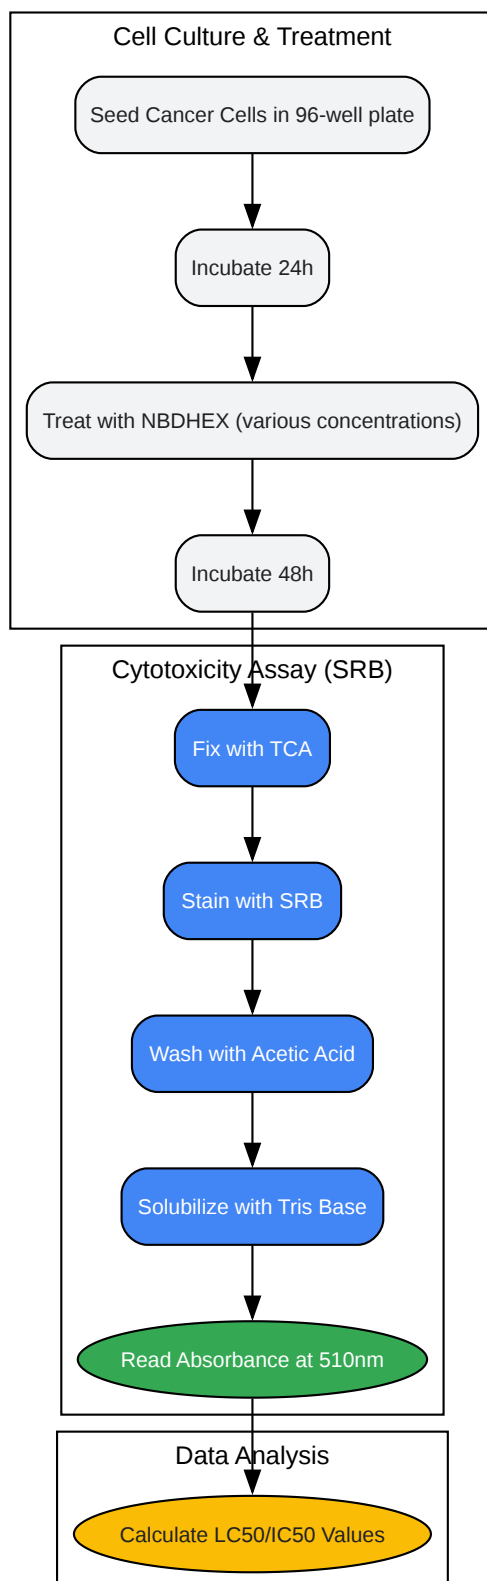 Cell Culture & Treatment
Seed Cancer Cells in 96-well plate
Incubate 24h
Treat with NBDHEX (various concentrations)
Incubate 48h
Cytotoxicity Assay (SRB)
Fix with TCA
Stain with SRB
Wash with Acetic Acid
Solubilize with Tris Base
Read Absorbance at 510nm
Data Analysis
Calculate LC50/IC50 Values